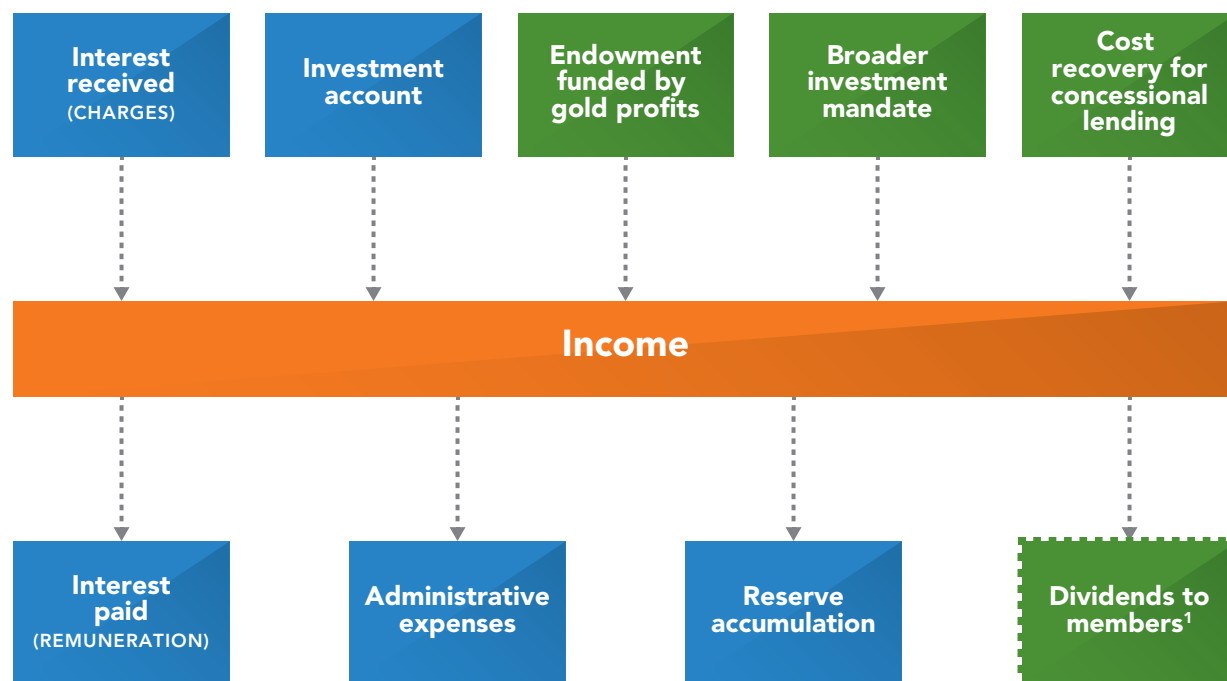 Interest
received
(CHARGES)
Investment
account
Endowment
funded by
gold profits
Broader
investment
mandate
Cost
recovery for
concessional
lending
Income
Interest
paid
(REMUNERATION)
Administrative
expenses
Reserve
accumulation
Dividends to
members¹